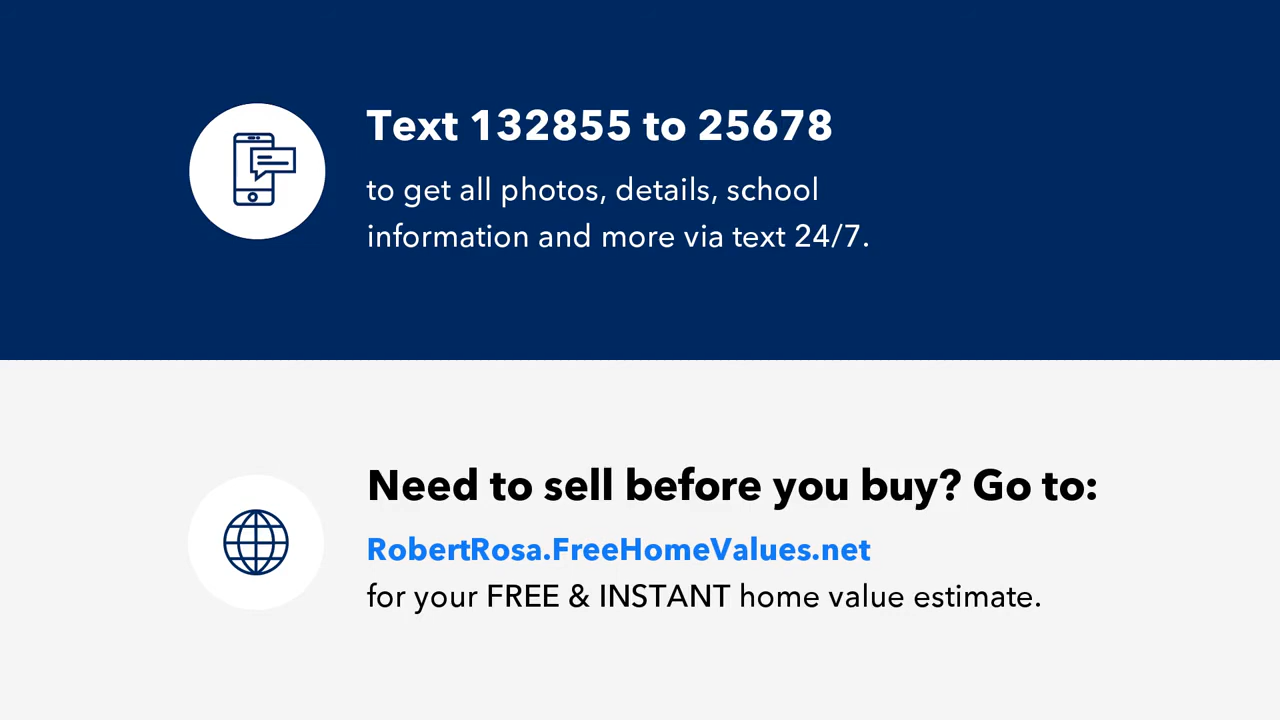 Text 132855 to 25678
to get all photos, details, school
information and more via text 24/7.
Need to sell before you buy? Go to:
RobertRosa.FreeHomeValues.net
for your FREE & INSTANT home value estimate.